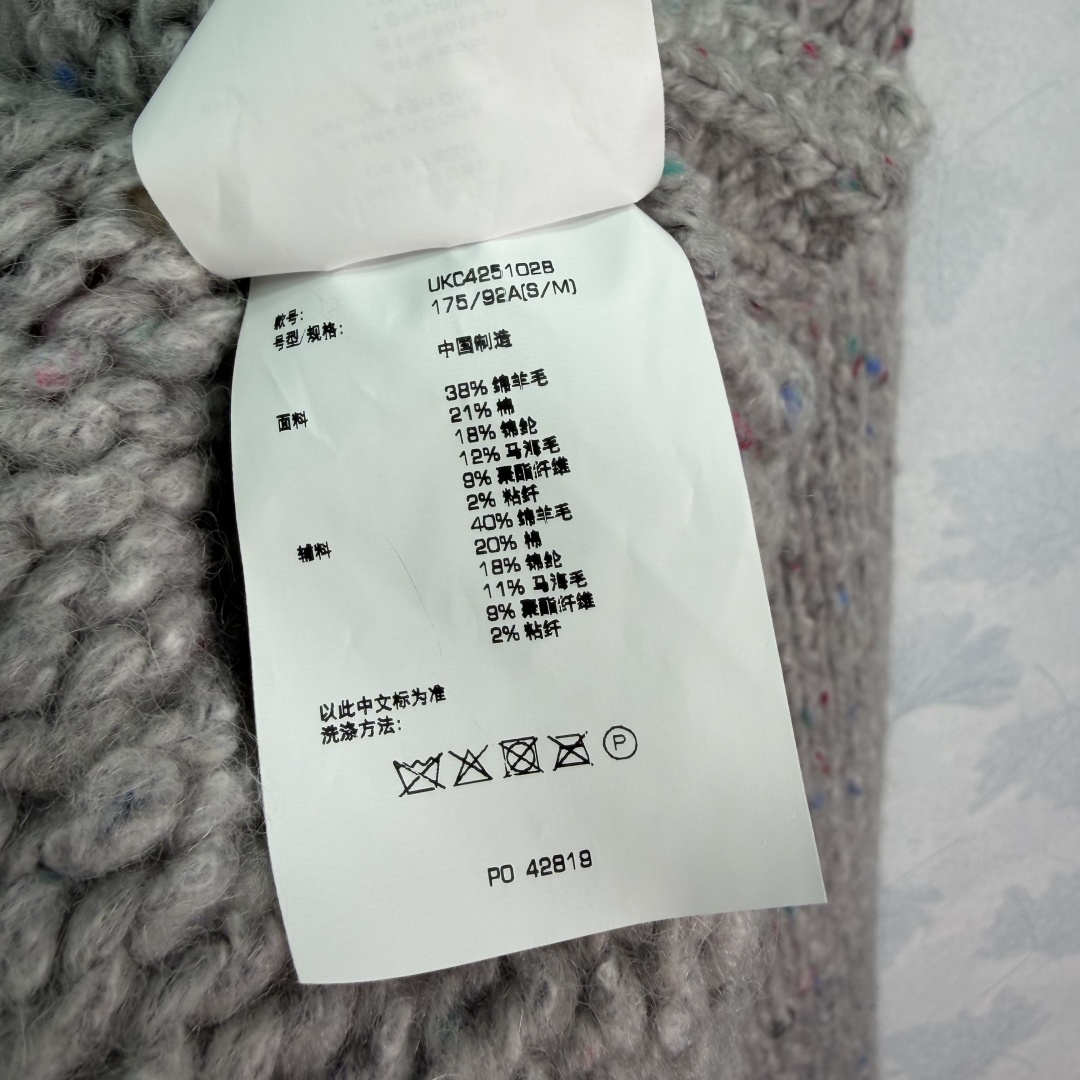 款号： UKC4251028
号型/规格： 175/92A(S/M)
中国制造
面料 38% 绵羊毛
21% 棉
18% 锦纶
12% 马海毛
9% 聚酯纤维
2% 粘纤
辅料 40% 绵羊毛
20% 棉
18% 锦纶
11% 马海毛
9% 聚酯纤维
2% 粘纤
以此中文标为准
洗涤方法：
P
PO 42819